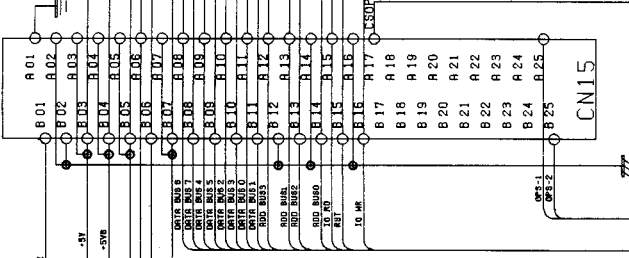 CSOP
A 01
A 02
A 03
A 04
A 05
A 06
A 07
A 08
A 09
A 10
A 11
A 12
A 13
A 14
A 15
A 16
A 17
A 18
A 19
A 20
A 21
A 22
A 23
A 24
A 25
B 01
B 02
B 03
B 04
B 05
B 06
B 07
B 08
B 09
B 10
B 11
B 12
B 13
B 14
B 15
B 16
B 17
B 18
B 19
B 20
B 21
B 22
B 23
B 24
B 25
CN15
-5V
+5VB
DATA BUS 6
DATA BUS 7
DATA BUS 4
DATA BUS 5
DATA BUS 2
DATA BUS 3
DATA BUS 0
DATA BUS 1
ADD BUS3
ADD BUS1
ADD BUS2
ADD BUS0
IO RD
RST
IO WR
OPS-1
OPS-2